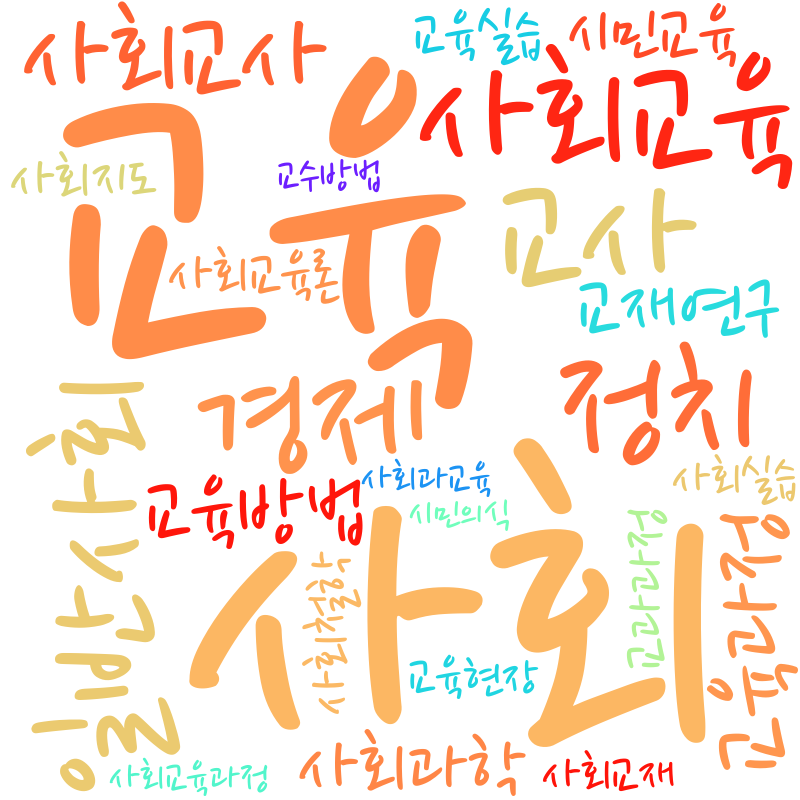 사회교사
교육실습
시민교육
교육
사회교육
사회지도
교수방법
교사
사회교육론
교재연구
일반사회
경제
정치
교육방법
사회과교육
사회실습
시민의식
사회
사회철학
교과과정
교육과정
교육현장
사회교육과정
사회과학
사회교재